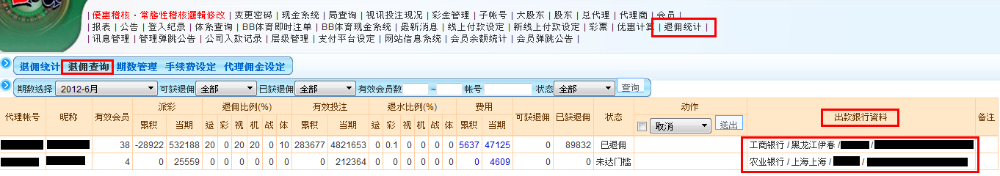 | 優惠稽核·常態性稽核邏輯修改 | 变更密码 | 现金系统 | 局查询 | 视讯投注现况 | 彩金管理 | 子帐号 | 大股东 | 股东 | 总代理 | 代理商 | 会员 |
| 报表 | 公告 | 登入纪录 | 体系查询 | BB体育即时注单 | BB体育现金系统 | 最新消息 | 线上付款设定 | 新线上付款设定 | 彩票 | 优惠计算 | 退佣统计 |
| 讯息管理 | 管理弹跳公告 | 公司入款记录 | 层级管理 | 支付平台设定 | 网站信息系统 | 会员余额统计 | 会员弹跳公告 |
退佣统计 退佣查询 期数管理 手续费设定 代理佣金设定
期数选择 2012-6月 可获退佣 全部 已获退佣 全部 有效会员数 ~ 帐号 状态 全部 查询
代理帐号 昵称 有效会员 派彩 退佣比例(%) 有效投注 退水比例(%) 费用 可获退佣 已获退佣 状态 动作 出款銀行資料 备注
累积 当期 运 彩 视 机 战 体 累积 当期 运 彩 视 机 战 体 累积 当期 取消 送出
38 -28922 532188 20 0 20 20 0 10 283677 4821653 0 0.1 0 0 0 0 5637 47125 0 89832 已退佣 工商银行 / 黑龙江伊春 / /
4 0 25559 0 0 0 0 0 0 0 212364 0 0 0 0 0 0 0 4609 0 0 未达门槛 农业银行 / 上海上海 / /